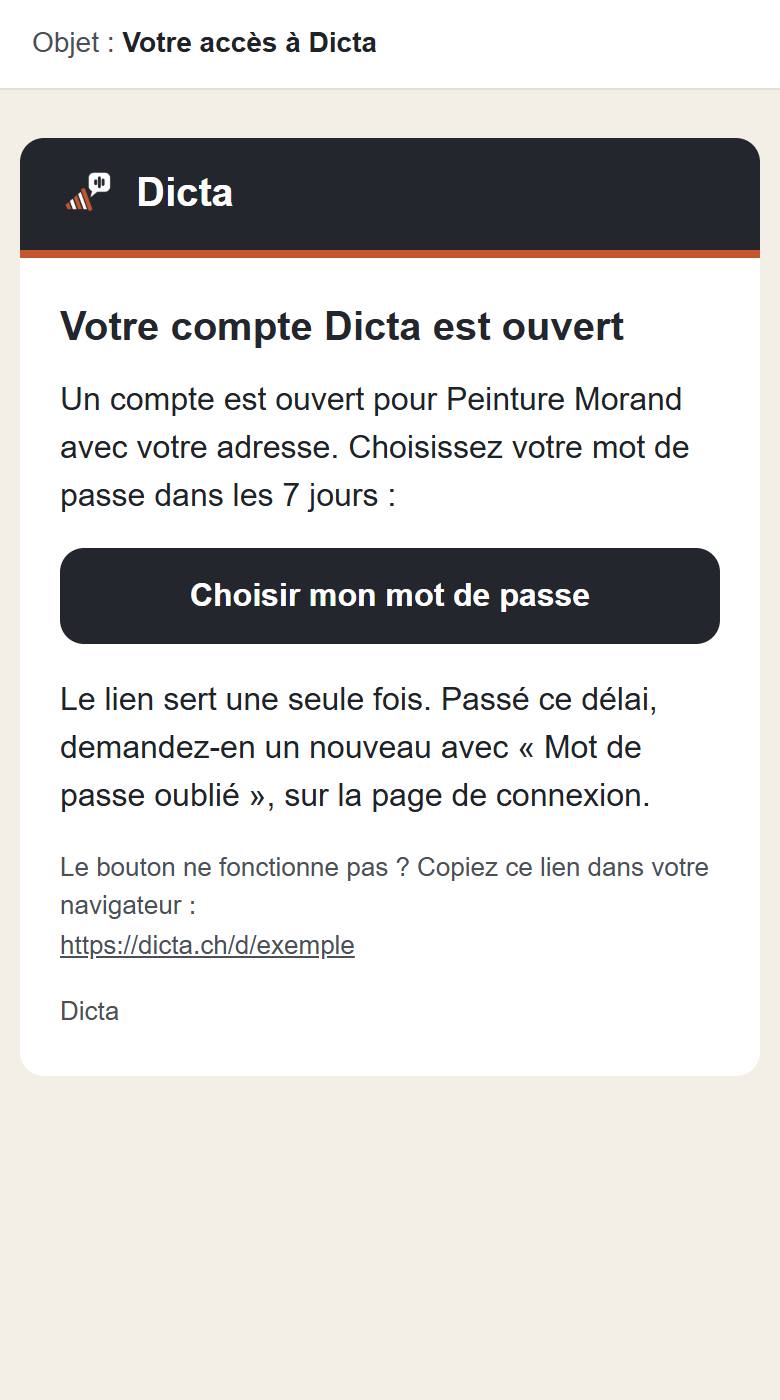 Objet : Votre accès à Dicta
Dicta
Votre compte Dicta est ouvert
Un compte est ouvert pour Peinture Morand
avec votre adresse. Choisissez votre mot de
passe dans les 7 jours :
Choisir mon mot de passe
Le lien sert une seule fois. Passé ce délai,
demandez-en un nouveau avec « Mot de
passe oublié », sur la page de connexion.
Le bouton ne fonctionne pas ? Copiez ce lien dans votre
navigateur :
https://dicta.ch/d/exemple
Dicta